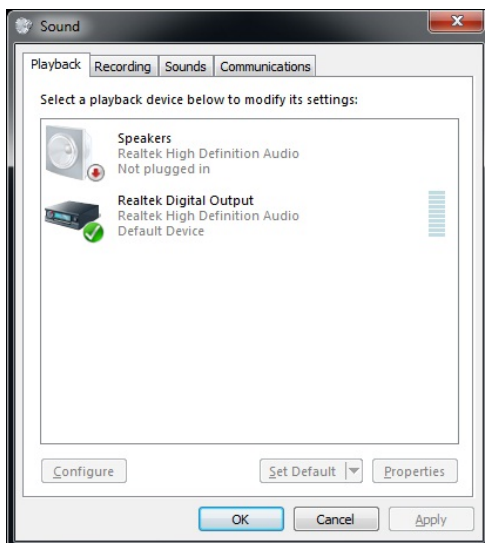 Sound
Playback Recording Sounds Communications
Select a playback device below to modify its settings:
Speakers
Realtek High Definition Audio
Not plugged in
Realtek Digital Output
Realtek High Definition Audio
Default Device
Configure Set Default Properties
OK Cancel Apply